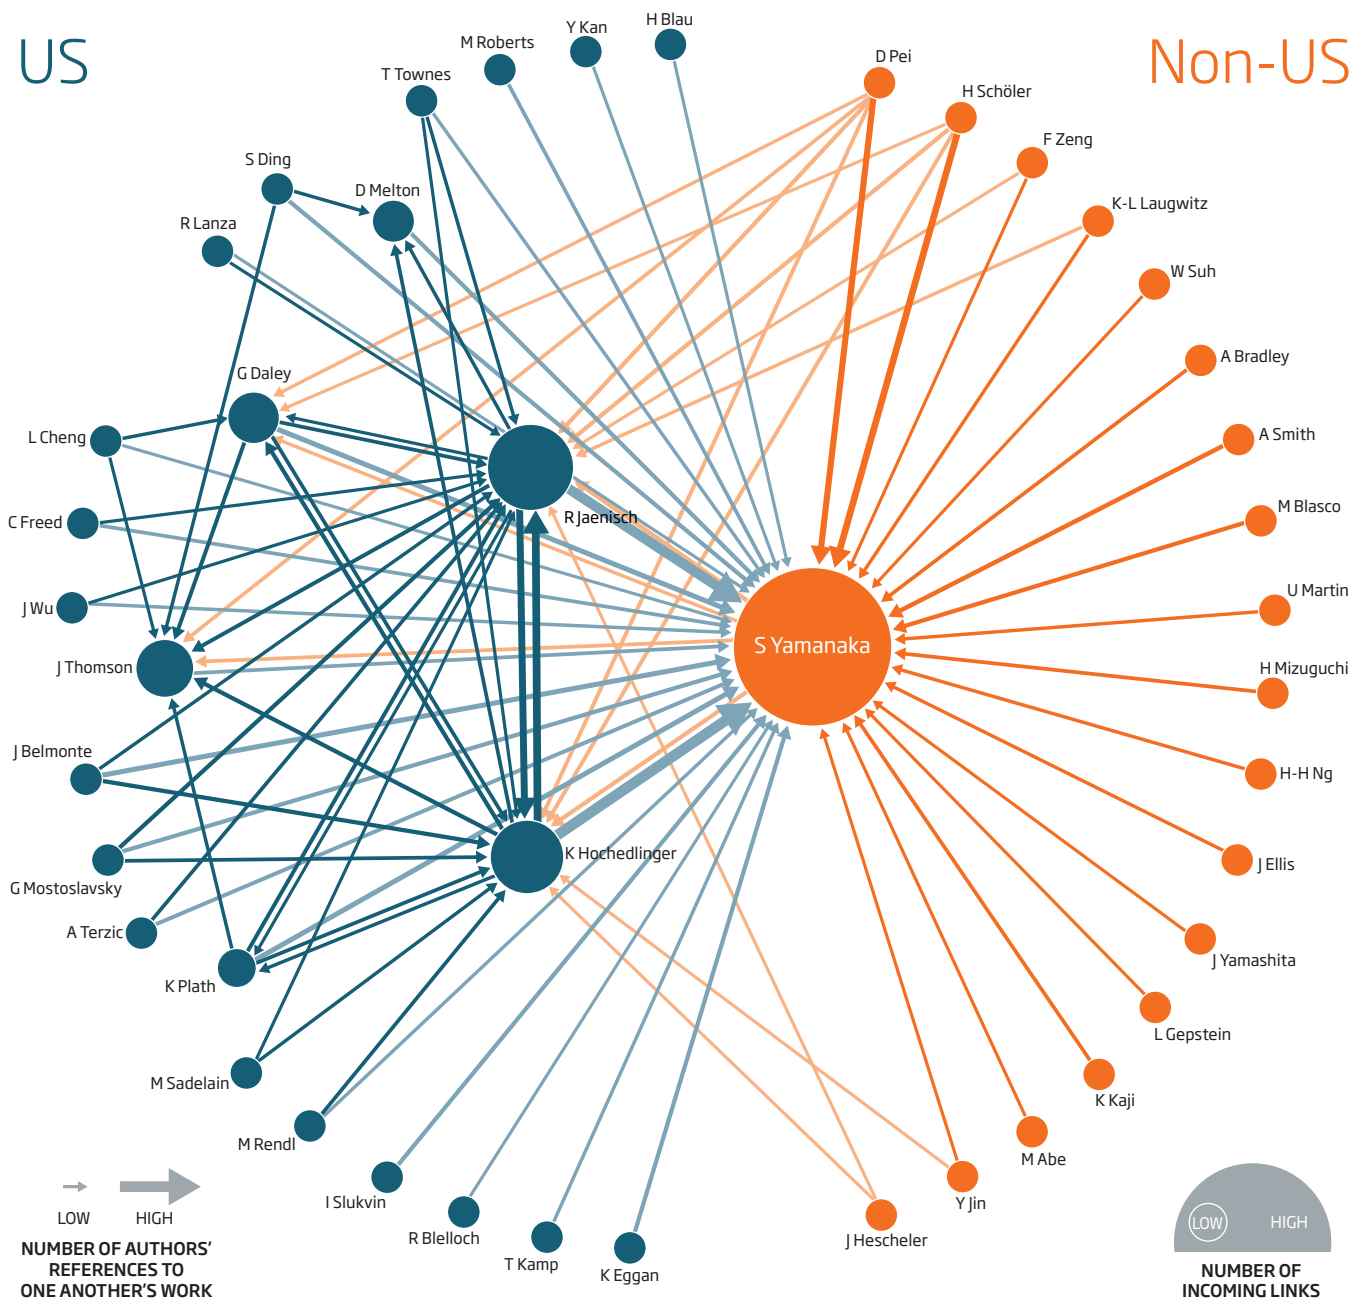 US
Non-US
H Blau
Y Kan
M Roberts
T Townes
D Pei
H Schöler
F Zeng
S Ding
D Melton
R Lanza
K-L Laugwitz
W Suh
A Bradley
G Daley
L Cheng
A Smith
M Blasco
C Freed
R Jaenisch
U Martin
J Wu
S Yamanaka
J Thomson
H Mizuguchi
J Belmonte
H-H Ng
K Hochedlinger
J Ellis
G Mostoslavsky
A Terzic
J Yamashita
K Plath
L Gepstein
M Sadelain
K Kaji
M Rendl
M Abe
I Slukvin
Y Jin
R Blelloch
J Hescheler
T Kamp
K Eggan
LOW
HIGH
NUMBER OF AUTHORS'
REFERENCES TO
ONE ANOTHER'S WORK
LOW
HIGH
NUMBER OF
INCOMING LINKS